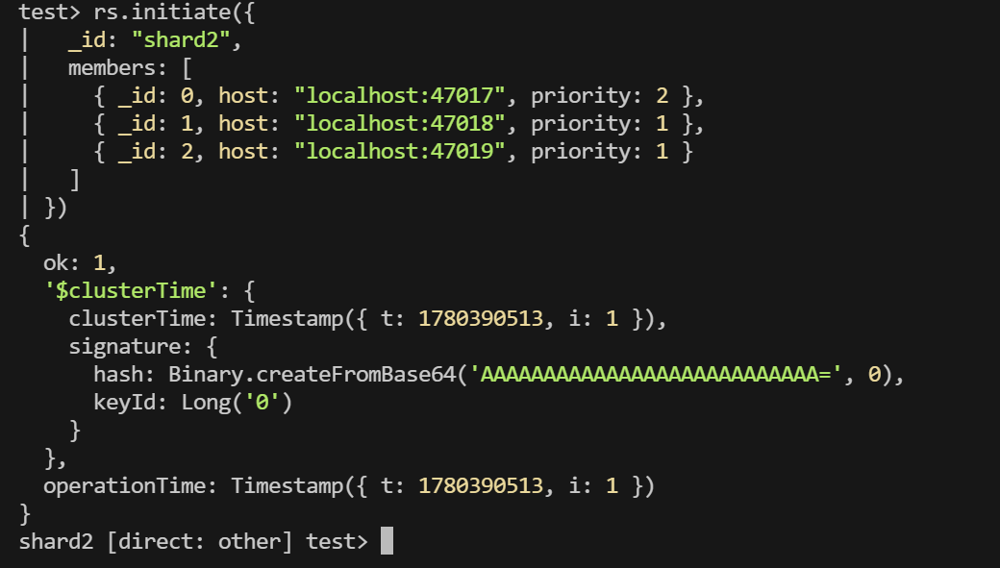 test> rs.initiate({
|   _id: "shard2",
|   members: [
|     { _id: 0, host: "localhost:47017", priority: 2 },
|     { _id: 1, host: "localhost:47018", priority: 1 },
|     { _id: 2, host: "localhost:47019", priority: 1 }
|   ]
| })
{
  ok: 1,
  '$clusterTime': {
    clusterTime: Timestamp({ t: 1780390513, i: 1 }),
    signature: {
      hash: Binary.createFromBase64('AAAAAAAAAAAAAAAAAAAAAAAAAAA=', 0),
      keyId: Long('0')
    }
  },
  operationTime: Timestamp({ t: 1780390513, i: 1 })
}
shard2 [direct: other] test>